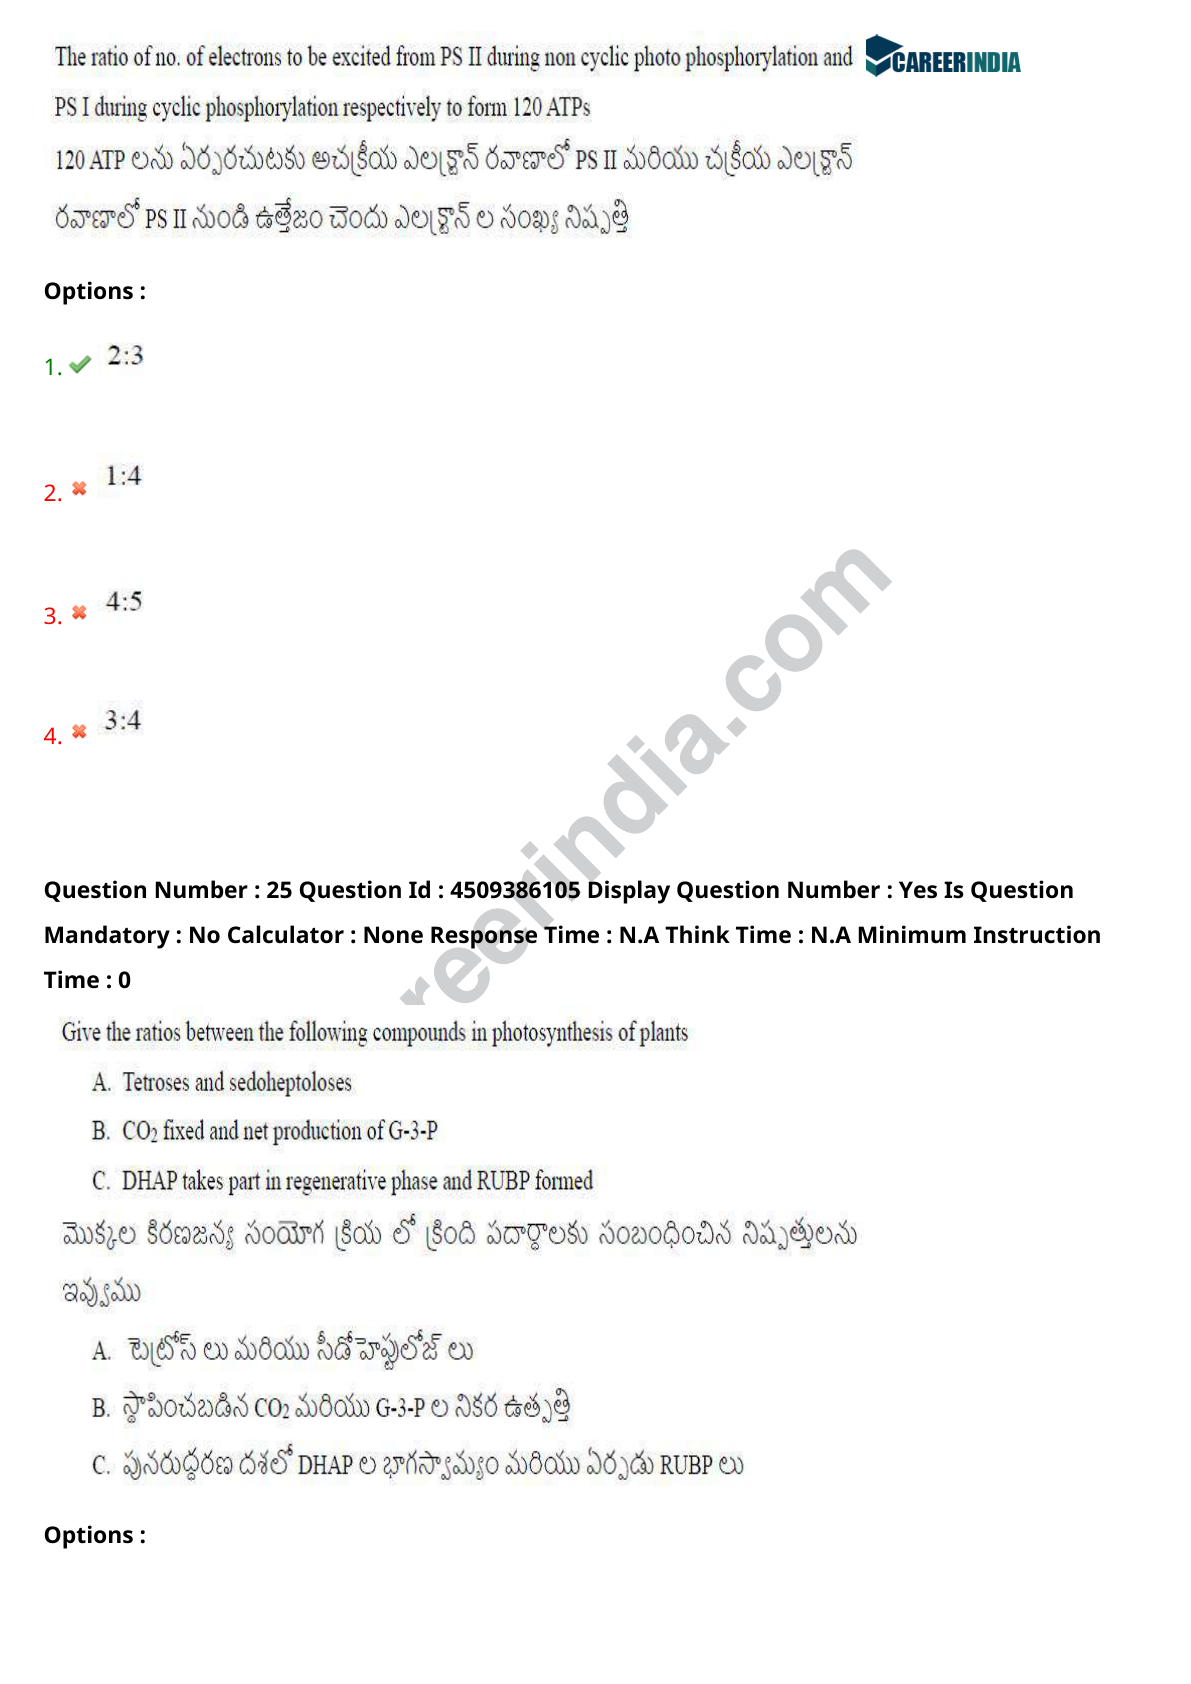 The ratio of no. of electrons to be excited from PS II during non cyclic photo phosphorylation and
CAREERINDIA
PS I during cyclic phosphorylation respectively to form 120 ATPs
120 ATP లను ఏర్పరచుటకు అచక్రీయ ఎలక్ట్రాన్ రవాణాలో PS II మరియు చక్రీయ ఎలక్ట్రాన్
రవాణాలో PS II నుండి ఉత్తేజం చెందు ఎలక్ట్రాన్ ల సంఖ్య నిష్పత్తి
Options :
1. 2:3
2. 1:4
3. 4:5
4. 3:4
reerindia.com
Question Number : 25 Question Id : 4509386105 Display Question Number : Yes Is Question
Mandatory : No Calculator : None Response Time : N.A Think Time : N.A Minimum Instruction
Time : 0
Give the ratios between the following compounds in photosynthesis of plants
A. Tetroses and sedoheptoloses
B. CO2 fixed and net production of G-3-P
C. DHAP takes part in regenerative phase and RUBP formed
మొక్కల కిరణజన్య సంయోగ క్రియ లో క్రింది పదార్థాలకు సంబంధించిన నిష్పత్తులను
ఇవ్వుము
A. టెట్రోస్ లు మరియు సీడోహెప్టులోజ్ లు
B. స్థాపించబడిన CO2 మరియు G-3-P ల నికర ఉత్పత్తి
C. పునరుద్ధరణ దశలో DHAP ల భాగస్వామ్యం మరియు ఏర్పడు RUBP లు
Options :